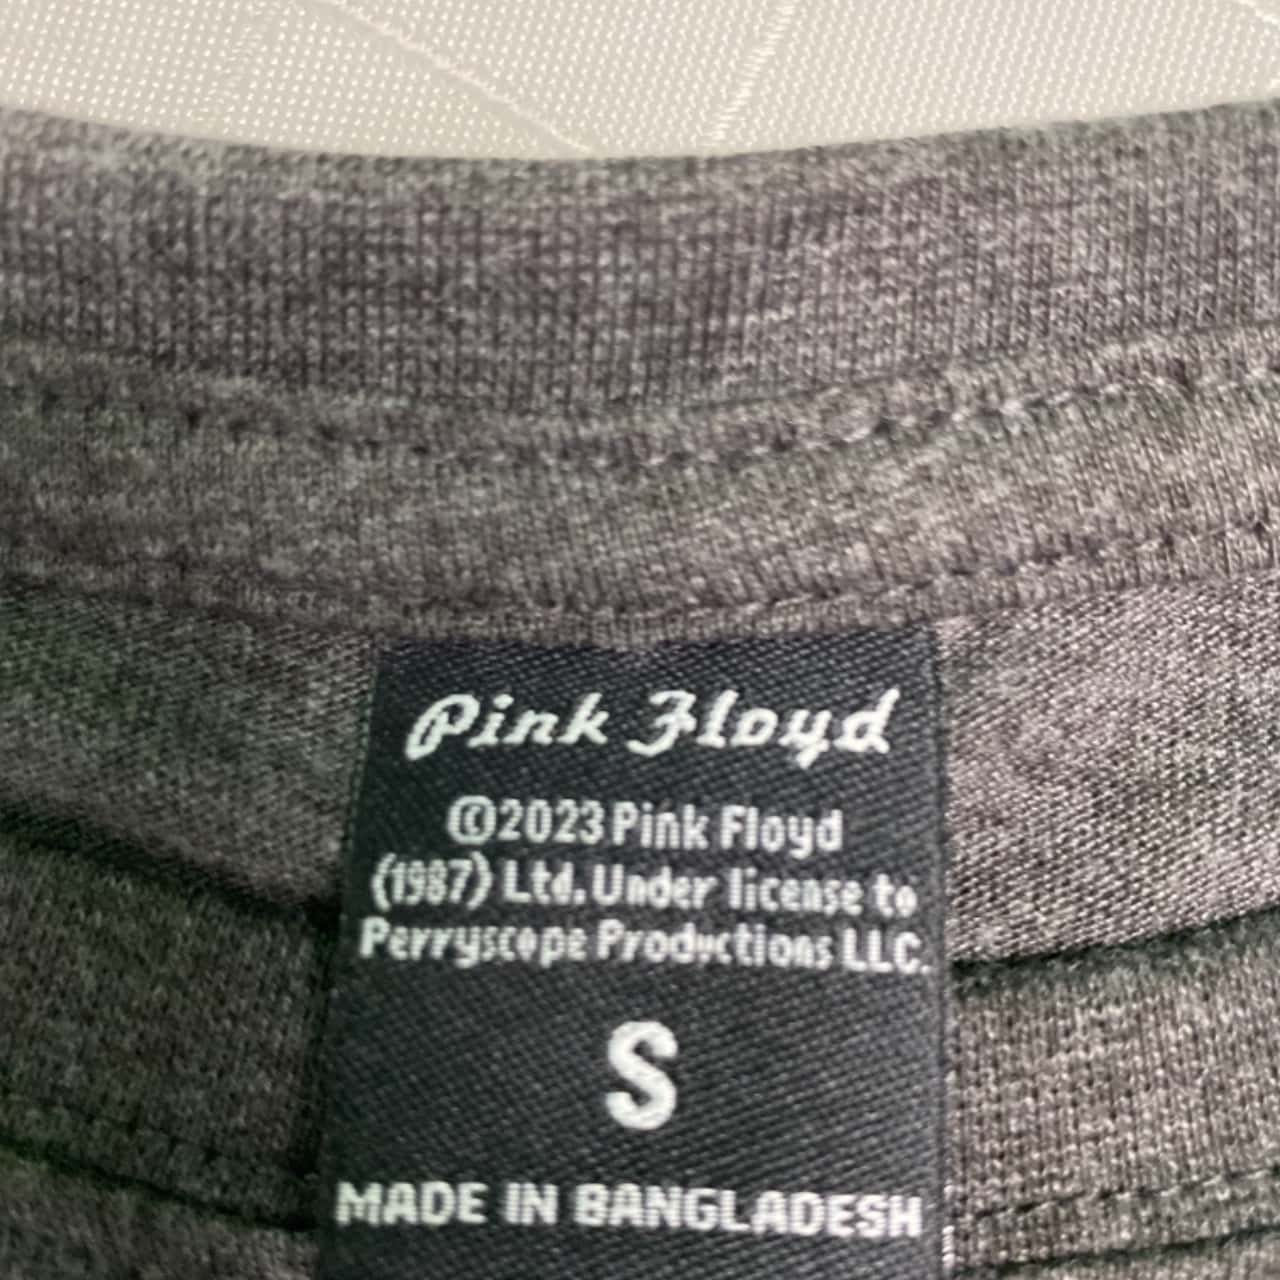 Pink Floyd
©2023 Pink Floyd
(1987) Ltd. Under license to
Perryscope Productions LLC.
S
MADE IN BANGLADESH